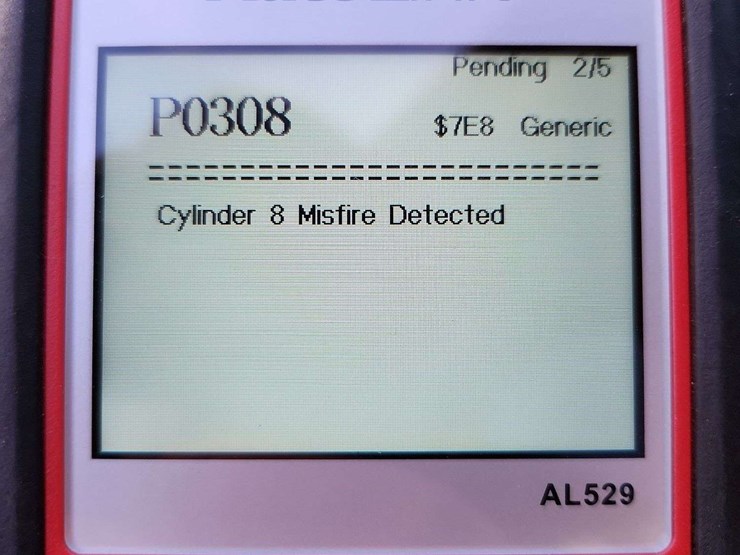 Pending 2/5
P0308 $7E8 Generic
Cylinder 8 Misfire Detected
AL529